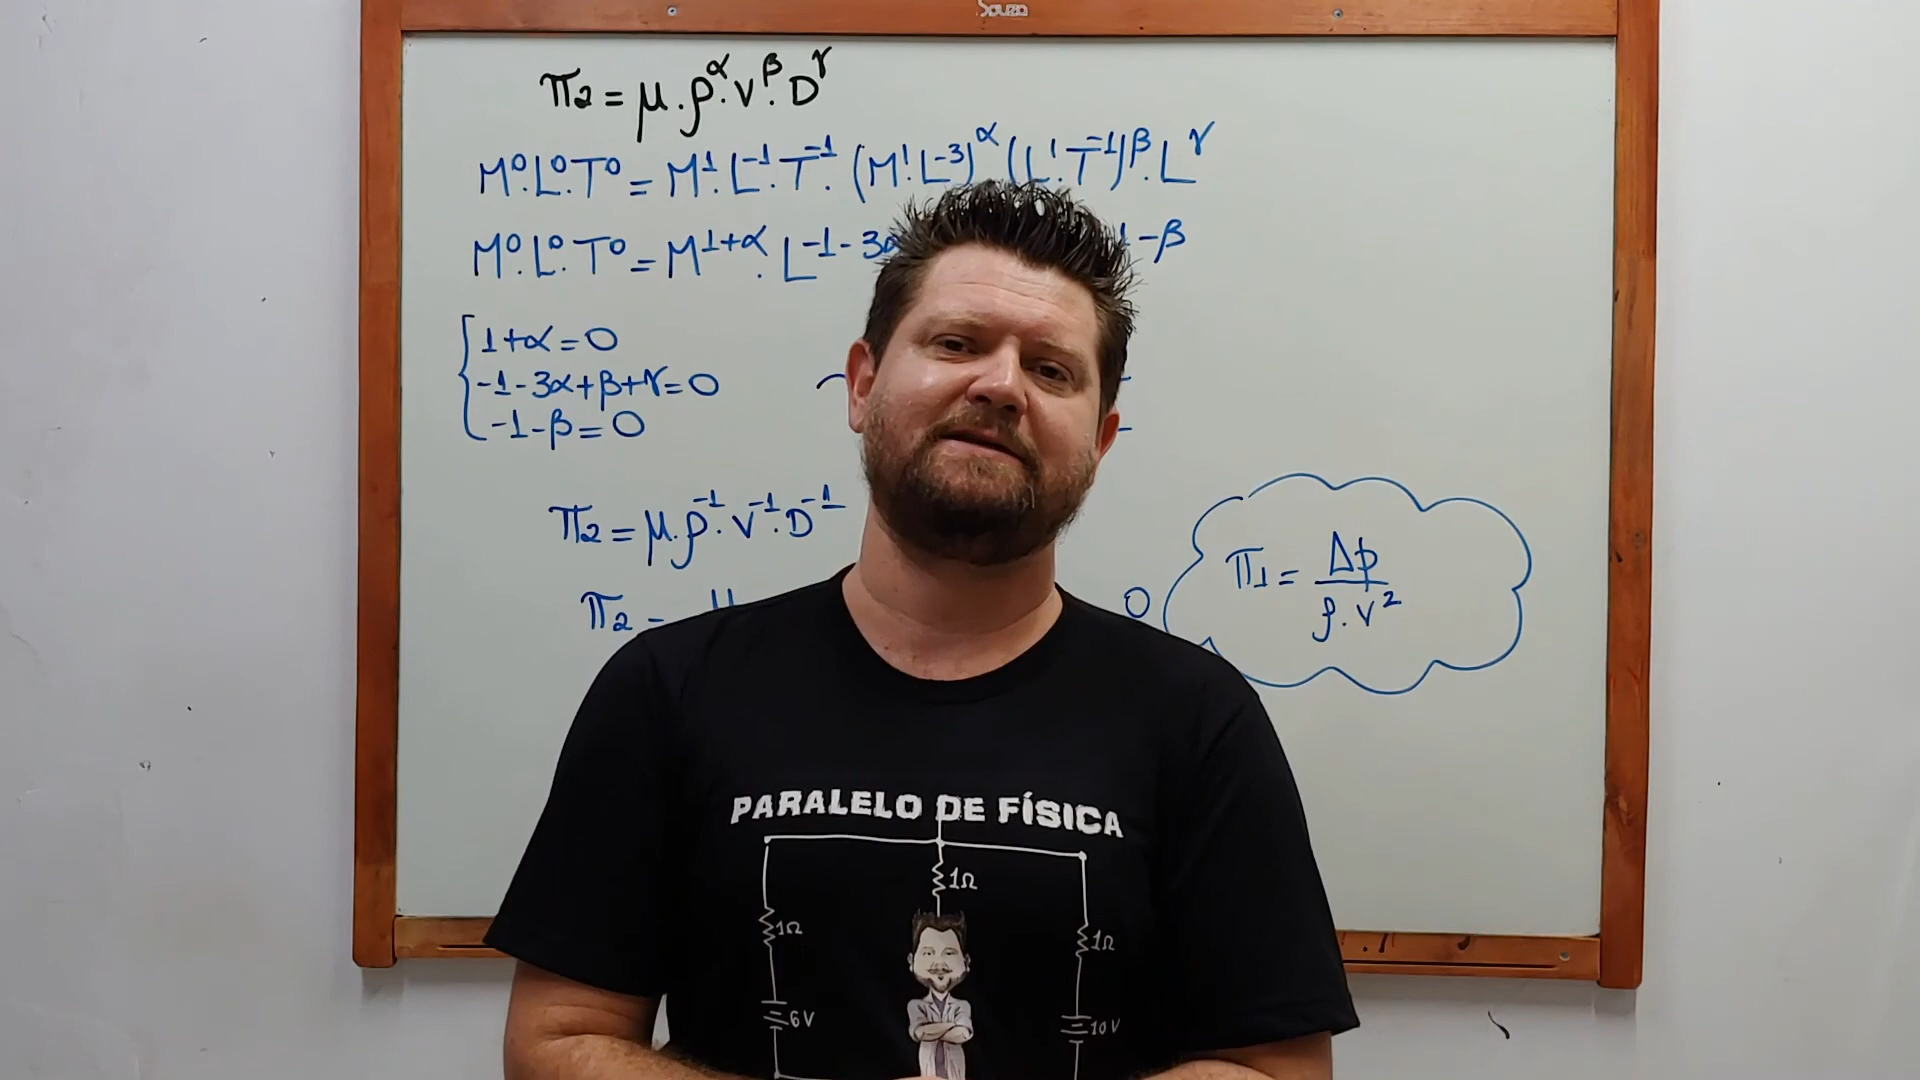 Souza
π₂ = μ.ρ^α.v^β.D^γ
M⁰.L⁰.T⁰ = M¹.L⁻¹.T⁻¹.(M¹.L⁻³)^α (L¹.T⁻¹)^β.L^γ
M⁰.L⁰.T⁰ = M^1+α.L^-1-3α -β
1+α=0
-1-3α+β+γ=0
-1-β=0
π₂ = μ.ρ⁻¹.v⁻¹.D⁻¹
π₂ = μ
π₁ = Δp / ρ.v²
PARALELO DE FÍSICA
1Ω
1Ω 1Ω
6V 10V